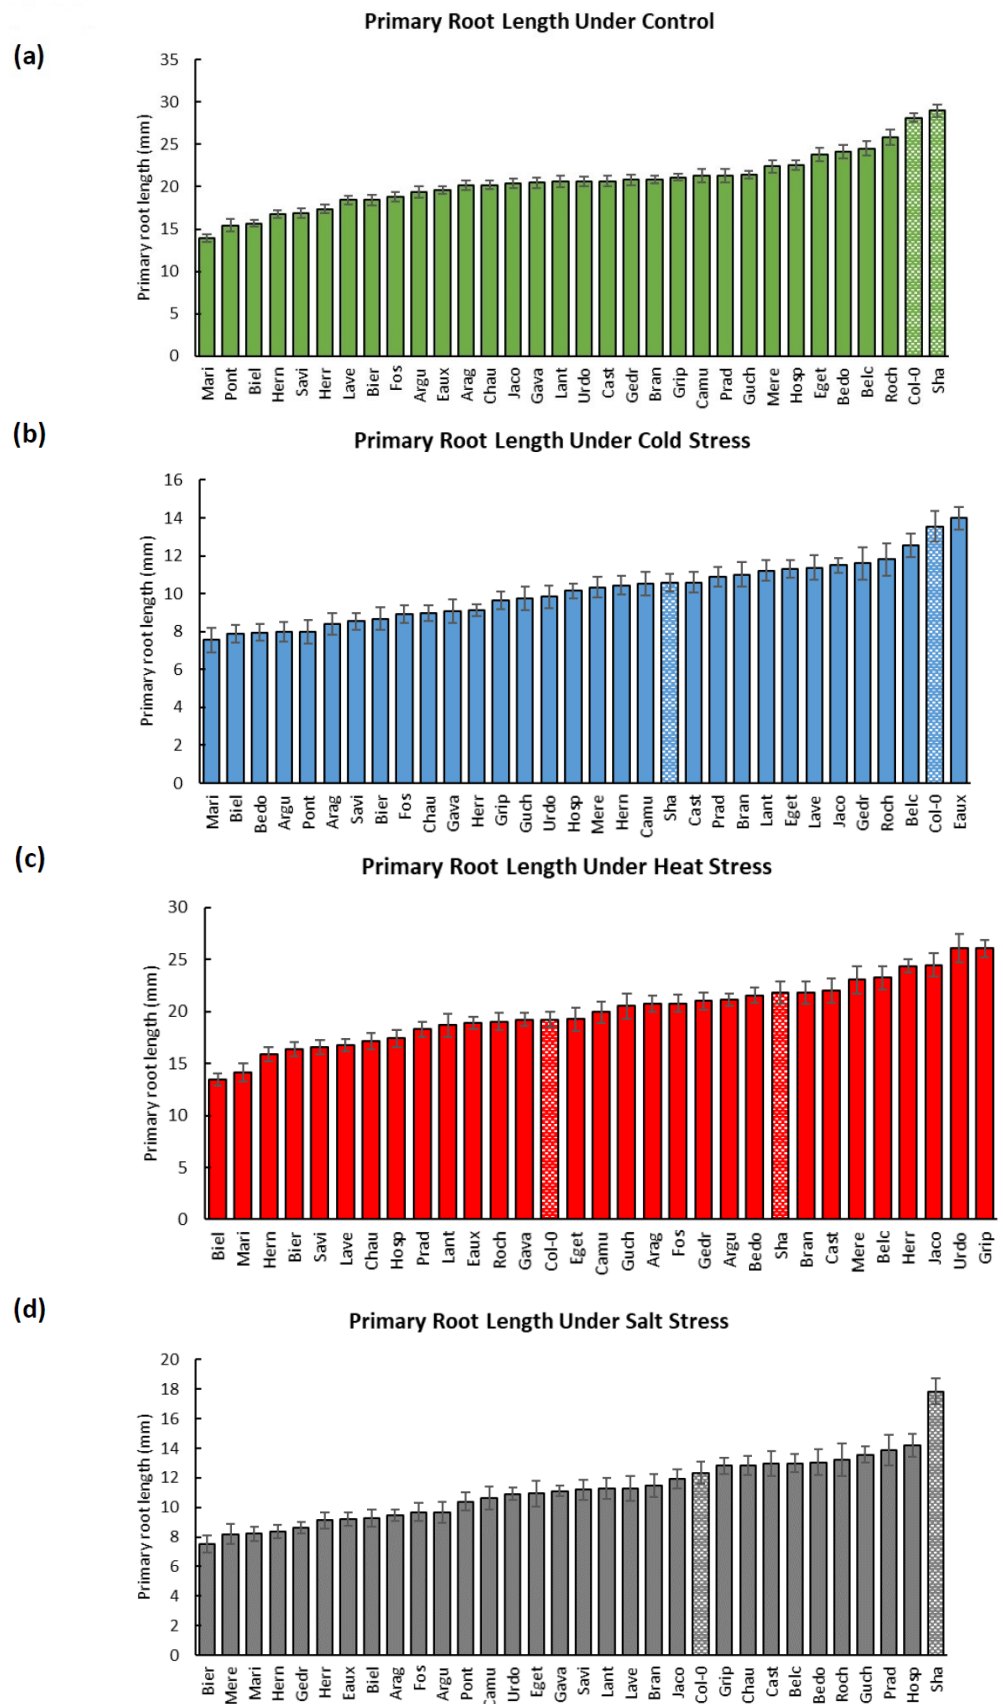 Primary Root Length Under Control
(a)
Primary root length (mm)
35
30
25
20
15
10
5
0
Mari Pont Biel Hern Savi Herr Lave Bier Fos Argu Eaux Arag Chau Jaco Gava Lant Urdo Cast Gedr Bran Grip Camu Prad Guch Mere Hosp Eget Bedo Belc Roch Col-0 Sha
(b)
Primary Root Length Under Cold Stress
Primary root length (mm)
16
14
12
10
8
6
4
2
0
Mari Biel Bedo Argu Pont Arag Savi Bier Fos Chau Gava Herr Grip Guch Urdo Hosp Mere Hern Camu Sha Cast Prad Bran Lant Eget Lave Jaco Gedr Roch Belc Col-0 Eaux
(c)
Primary Root Length Under Heat Stress
Primary root length (mm)
30
25
20
15
10
5
0
Biel Mari Hern Bier Savi Lave Chau Hosp Prad Lant Eaux Roch Gava Col-0 Eget Camu Guch Arag Fos Gedr Argu Bedo Sha Bran Cast Mere Belc Herr Jaco Urdo Grip
(d)
Primary Root Length Under Salt Stress
Primary root length (mm)
20
18
16
14
12
10
8
6
4
2
0
Bier Mere Mari Hern Gedr Herr Eaux Biel Arag Fos Argu Pont Camu Urdo Eget Gava Savi Lant Lave Bran Jaco Col-0 Grip Chau Cast Belc Bedo Roch Guch Prad Hosp Sha